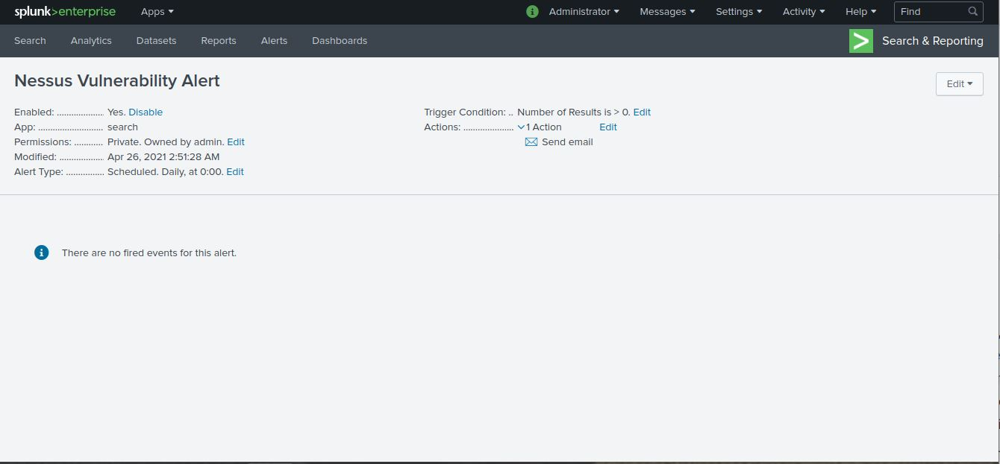 splunk>enterprise Apps Administrator Messages Settings Activity Help Find
Search Analytics Datasets Reports Alerts Dashboards Search & Reporting
Nessus Vulnerability Alert
Edit
Enabled: ................... Yes. Disable
App: .......................... search
Permissions: ............ Private. Owned by admin. Edit
Modified: .................. Apr 26, 2021 2:51:28 AM
Alert Type: ................ Scheduled. Daily, at 0:00. Edit
Trigger Condition: .. Number of Results is > 0. Edit
Actions: ..................... 1 Action Edit
Send email
There are no fired events for this alert.